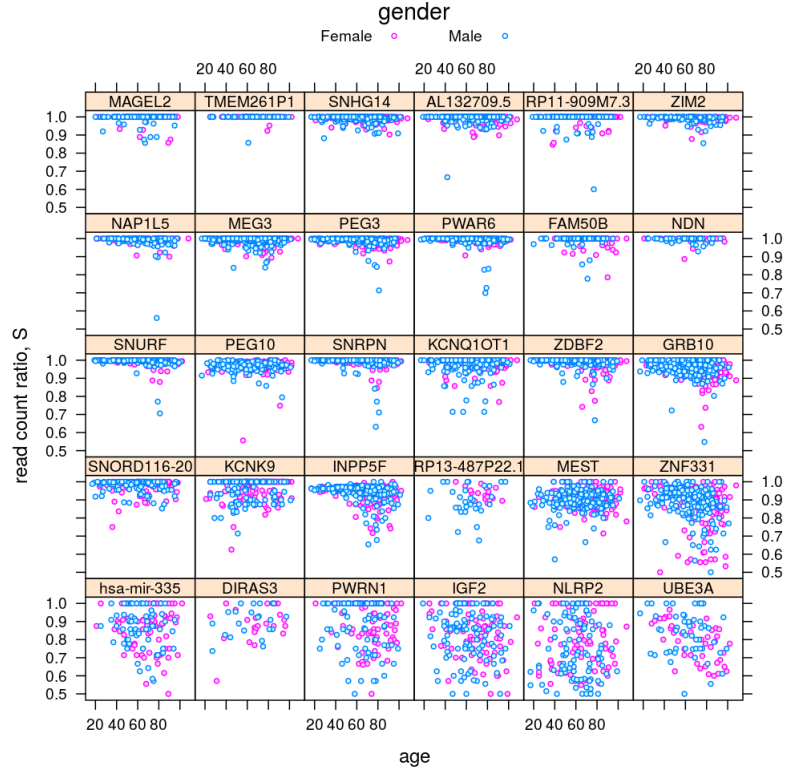 gender
Female Male
20 40 60 80 20 40 60 80 20 40 60 80
MAGEL2 TMEM261P1 SNHG14 AL132709.5 RP11-909M7.3 ZIM2
1.0
0.9
0.8
0.7
0.6
0.5
NAP1L5 MEG3 PEG3 PWAR6 FAM50B NDN
1.0
0.9
0.8
0.7
0.6
0.5
SNURF PEG10 SNRPN KCNQ1OT1 ZDBF2 GRB10
1.0
0.9
0.8
0.7
0.6
0.5
SNORD116-20 KCNK9 INPP5F RP13-487P22.1 MEST ZNF331
1.0
0.9
0.8
0.7
0.6
0.5
hsa-mir-335 DIRAS3 PWRN1 IGF2 NLRP2 UBE3A
1.0
0.9
0.8
0.7
0.6
0.5
20 40 60 80 20 40 60 80 20 40 60 80
read count ratio, S
age